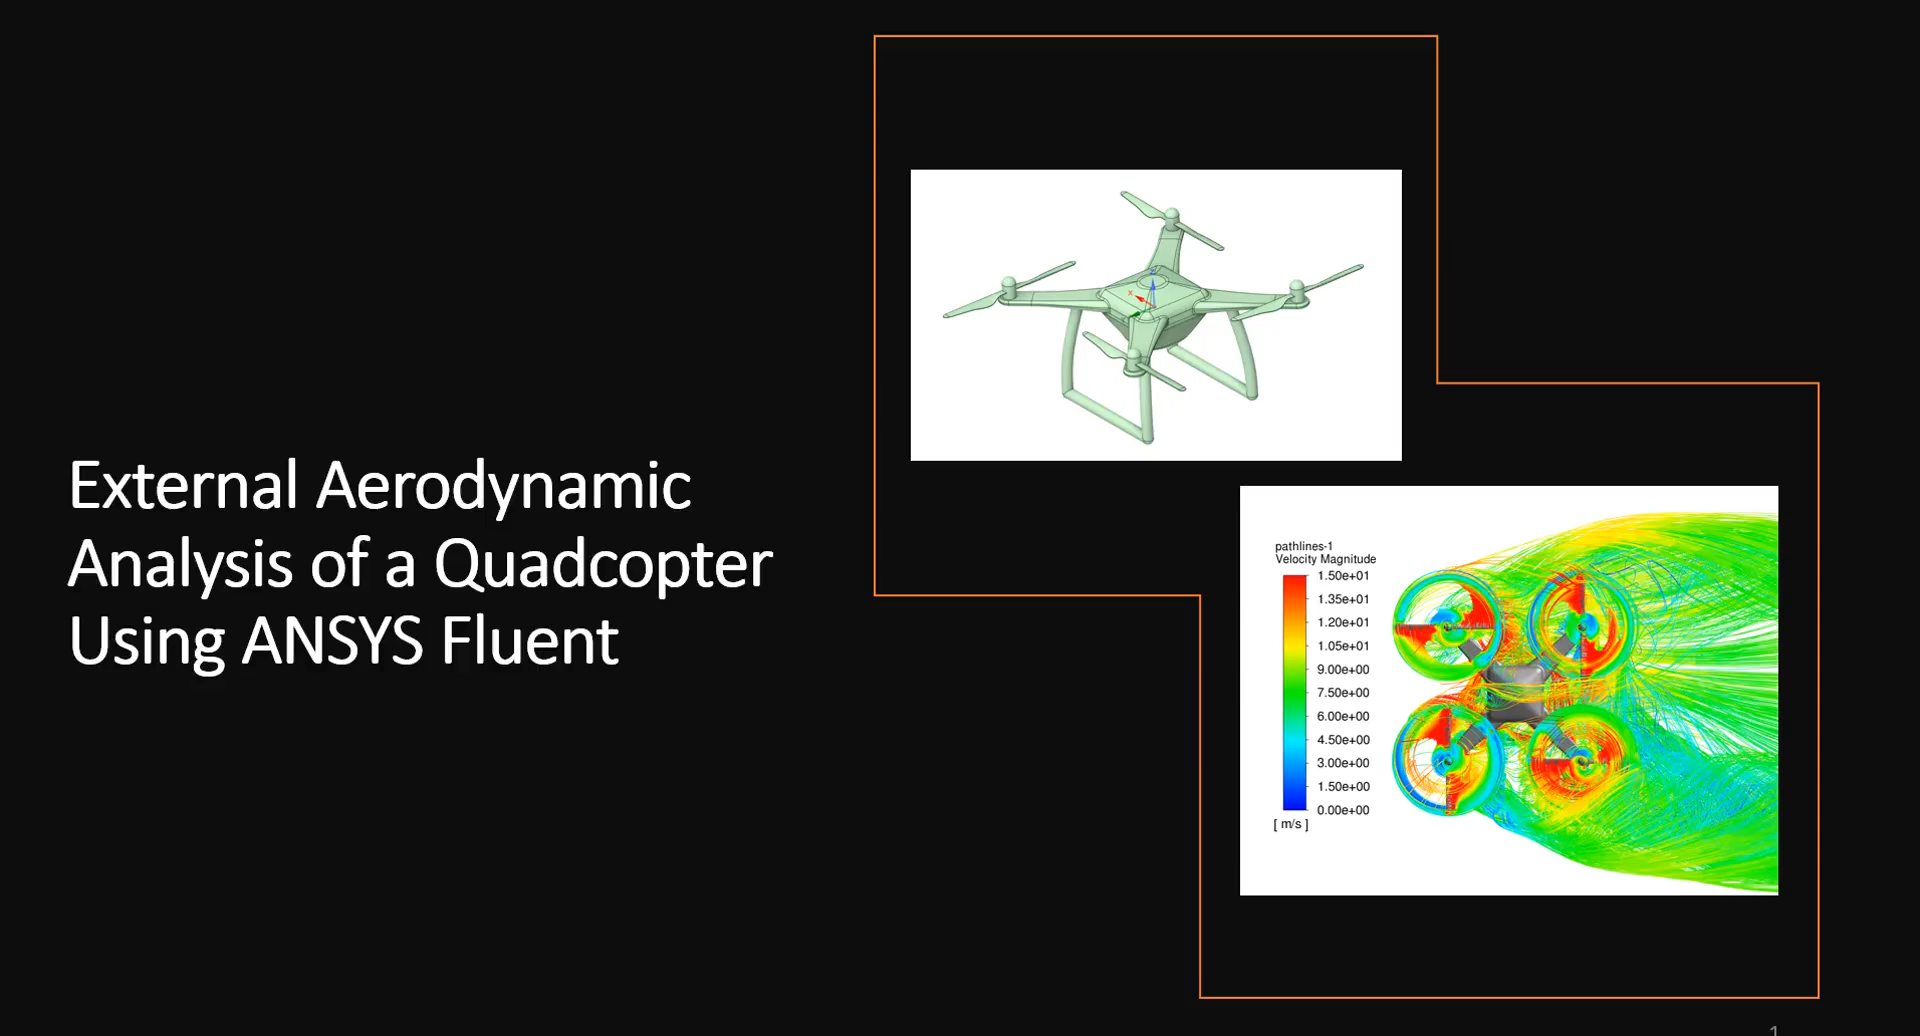 External Aerodynamic
Analysis of a Quadcopter
Using ANSYS Fluent
Z
X
pathlines-1
Velocity Magnitude
1.50e+01
1.35e+01
1.20e+01
1.05e+01
9.00e+00
7.50e+00
6.00e+00
4.50e+00
3.00e+00
1.50e+00
0.00e+00
[ m/s ]
1